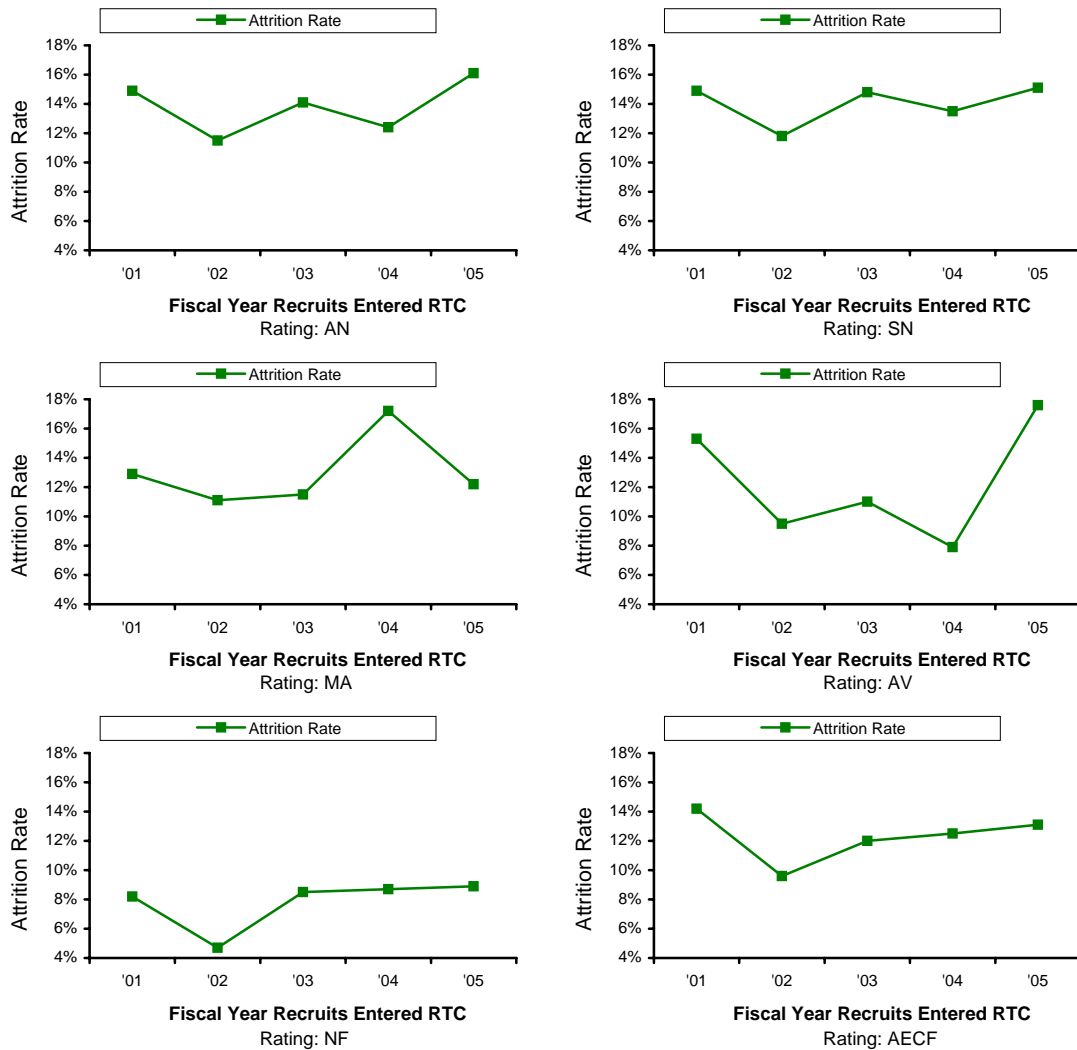 Attrition Rate
18%
16%
14%
12%
10%
8%
6%
4%
Attrition Rate
'01 '02 '03 '04 '05
Fiscal Year Recruits Entered RTC
Rating: AN
Attrition Rate
18%
16%
14%
12%
10%
8%
6%
4%
Attrition Rate
'01 '02 '03 '04 '05
Fiscal Year Recruits Entered RTC
Rating: SN
Attrition Rate
18%
16%
14%
12%
10%
8%
6%
4%
Attrition Rate
'01 '02 '03 '04 '05
Fiscal Year Recruits Entered RTC
Rating: MA
Attrition Rate
18%
16%
14%
12%
10%
8%
6%
4%
Attrition Rate
'01 '02 '03 '04 '05
Fiscal Year Recruits Entered RTC
Rating: AV
Attrition Rate
18%
16%
14%
12%
10%
8%
6%
4%
Attrition Rate
'01 '02 '03 '04 '05
Fiscal Year Recruits Entered RTC
Rating: NF
Attrition Rate
18%
16%
14%
12%
10%
8%
6%
4%
Attrition Rate
'01 '02 '03 '04 '05
Fiscal Year Recruits Entered RTC
Rating: AECF